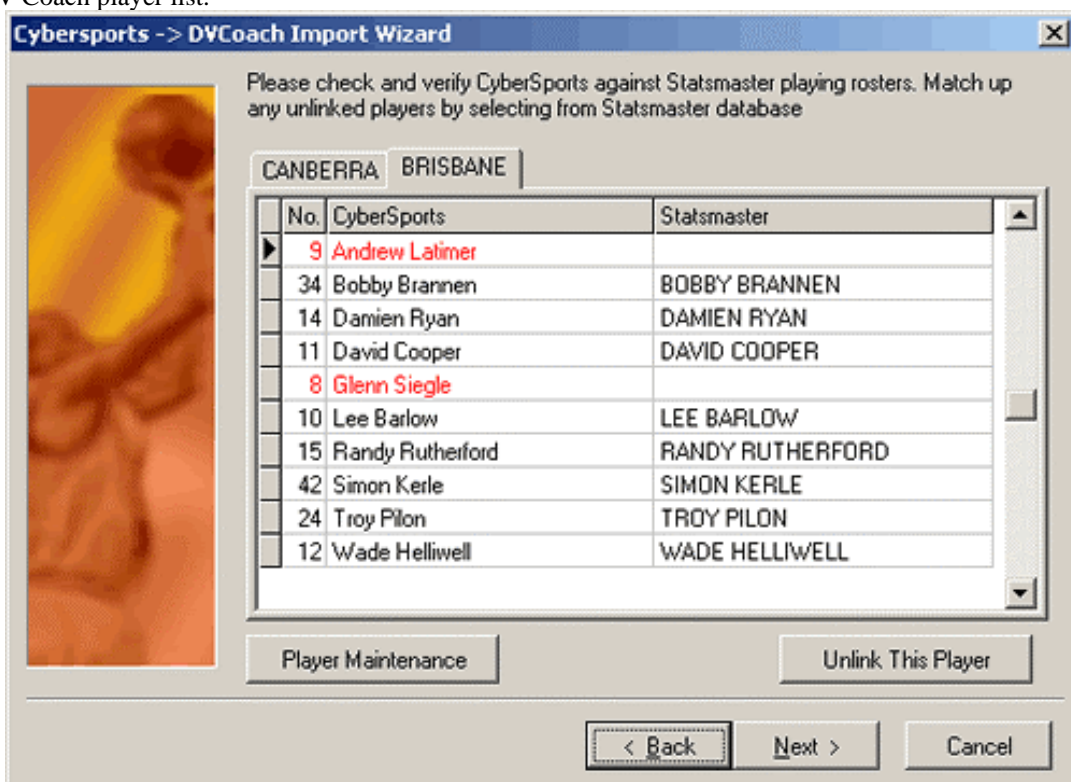 Coach player list.
Cybersports -> DVCoach Import Wizard
Please check and verify CyberSports against Statsmaster playing rosters. Match up
any unlinked players by selecting from Statsmaster database
CANBERRA BRISBANE
No. CyberSports Statsmaster
9 Andrew Latimer
34 Bobby Brannen BOBBY BRANNEN
14 Damien Ryan DAMIEN RYAN
11 David Cooper DAVID COOPER
8 Glenn Siegle
10 Lee Barlow LEE BARLOW
15 Randy Rutherford RANDY RUTHERFORD
42 Simon Kerle SIMON KERLE
24 Troy Pilon TROY PILON
12 Wade Helliwell WADE HELLIWELL
Player Maintenance Unlink This Player
< Back Next > Cancel